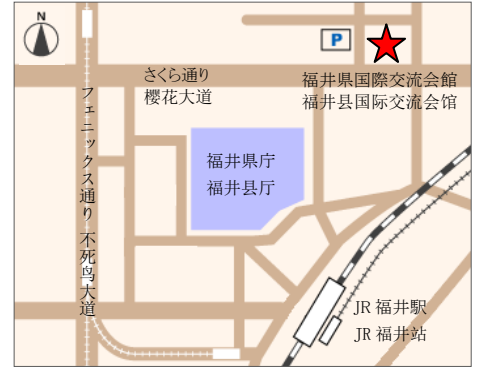 N
P
さくら通り
樱花大道
福井県国際交流会館
福井县国际交流会馆
フェニックス通り 不死鸟大道
福井県庁
福井县厅
JR 福井駅
JR 福井站